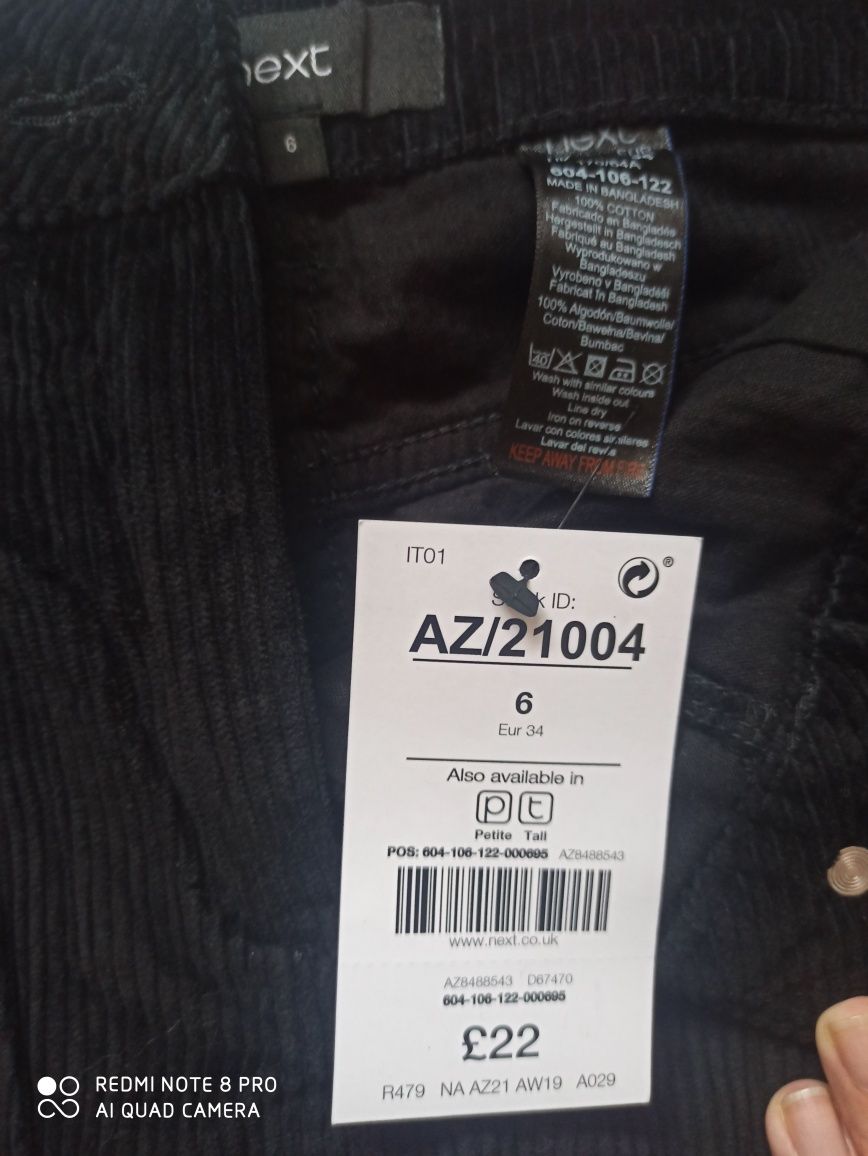 next
6
next
604-106-122
MADE IN BANGLADESH
100% COTTON
Fabricado en Bangladés
Hergestellt in Bangladesch
Fabriqué au Bangladesh
Wyprodukowano w
Bangladeszu
Vyrobeno v Bangladéši
Fabricat în Bangladesh
100% Algodón/Baumwolle/
Coton/Bawełna/Bavlna/
Bumbac
40
Wash with similar colours
Wash inside out
Line dry
Iron on reverse
Lavar con colores similares
Lavar del revés
KEEP AWAY FROM FIRE
IT01
®
ID:
AZ/21004
6
Eur 34
Also available in
p t
Petite Tall
POS: 604-106-122-000695 AZ8488543
www.next.co.uk
AZ8488543 D67470
604-106-122-000695
£22
R479 NA AZ21 AW19 A029
REDMI NOTE 8 PRO
AI QUAD CAMERA